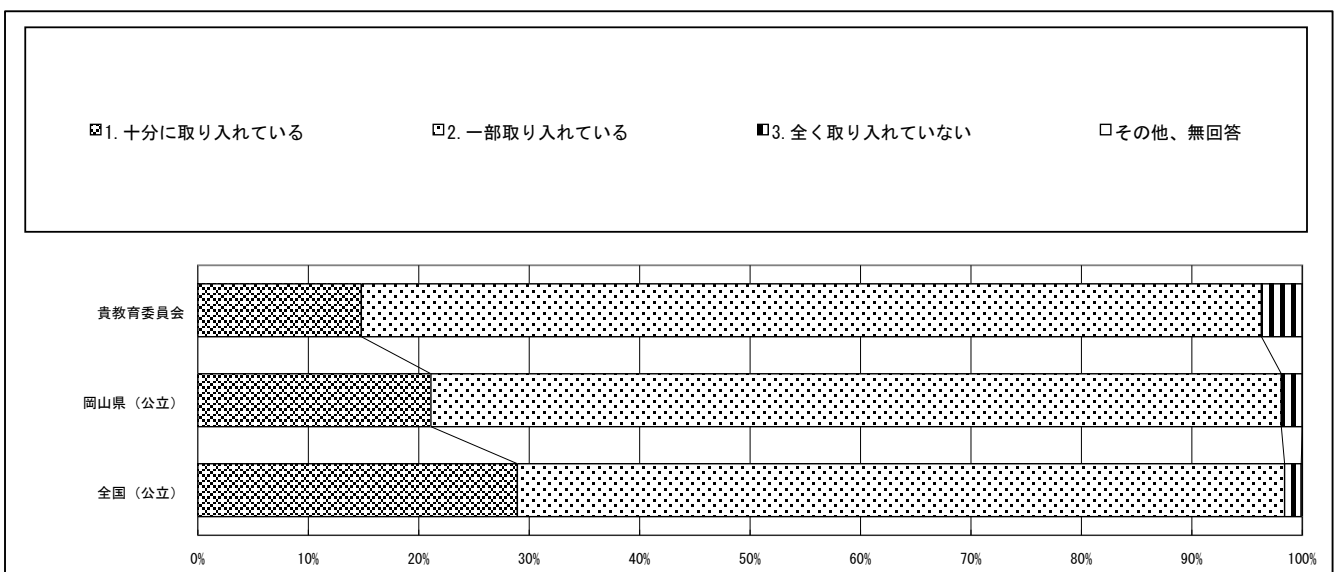 1. 十分に取り入れている 2. 一部取り入れている 3. 全く取り入れていない その他、無回答
貴教育委員会
岡山県（公立）
全国（公立）
0% 10% 20% 30% 40% 50% 60% 70% 80% 90% 100%